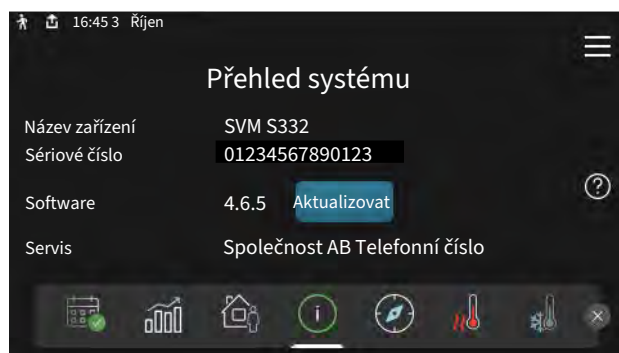 16:45 3 Říjen
Přehled systému
Název zařízení SVM S332
Sériové číslo 01234567890123
Software 4.6.5 Aktualizovat
Servis Společnost AB Telefonní číslo